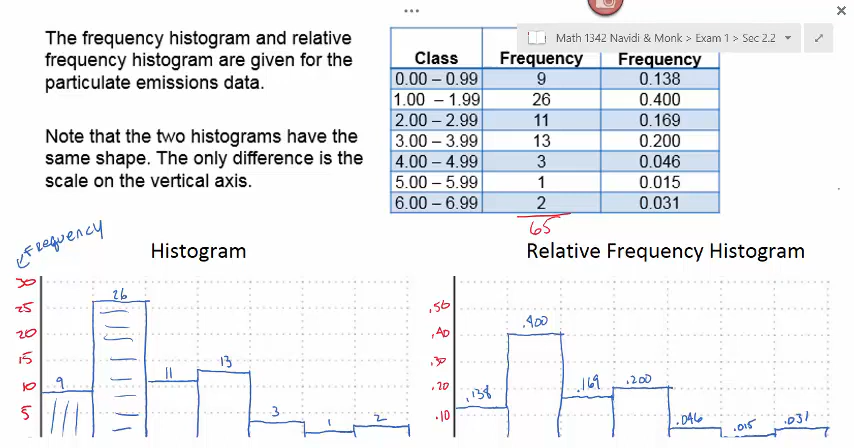 ...
Math 1342 Navidi & Monk > Exam 1 > Sec 2.2
The frequency histogram and relative
frequency histogram are given for the
particulate emissions data.
Note that the two histograms have the
same shape. The only difference is the
scale on the vertical axis.
Class Frequency Frequency
0.00 – 0.99 9 0.138
1.00 – 1.99 26 0.400
2.00 – 2.99 11 0.169
3.00 – 3.99 13 0.200
4.00 – 4.99 3 0.046
5.00 – 5.99 1 0.015
6.00 – 6.99 2 0.031
65
Frequency
Histogram
30
25
20
15
10
5
9
26
11
13
3
1
2
Relative Frequency Histogram
.50
.40
.30
.20
.10
.138
.400
.169
.200
.046
.015
.031